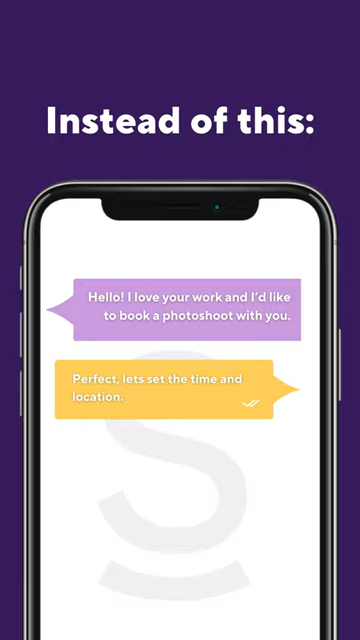 Instead of this:
Hello! I love your work and I'd like
to book a photoshoot with you.
Perfect, lets set the time and
location.